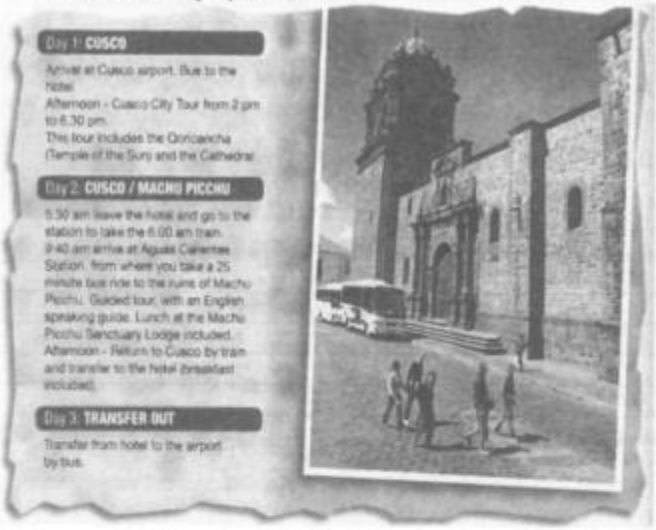 Day 1: CUSCO
Arrival at Cusco airport. Bus to the
hotel
Afternoon - Cusco City Tour from 2 pm
to 6.30 pm.
This tour includes the Qoricancha
(Temple of the Sun) and the Cathedral
Day 2: CUSCO / MACHU PICCHU
5:30 am leave the hotel and go to the
station to take the 6.00 am train.
9:40 am arrive at Aguas Calientes
Station, from where you take a 25
minute bus ride to the ruins of Machu
Picchu. Guided tour, with an English
speaking guide. Lunch at the Machu
Picchu Sanctuary Lodge included.
Afternoon - Return to Cusco by train
and transfer to the hotel (breakfast
included).
Day 3: TRANSFER OUT
Transfer from hotel to the airport
by bus.